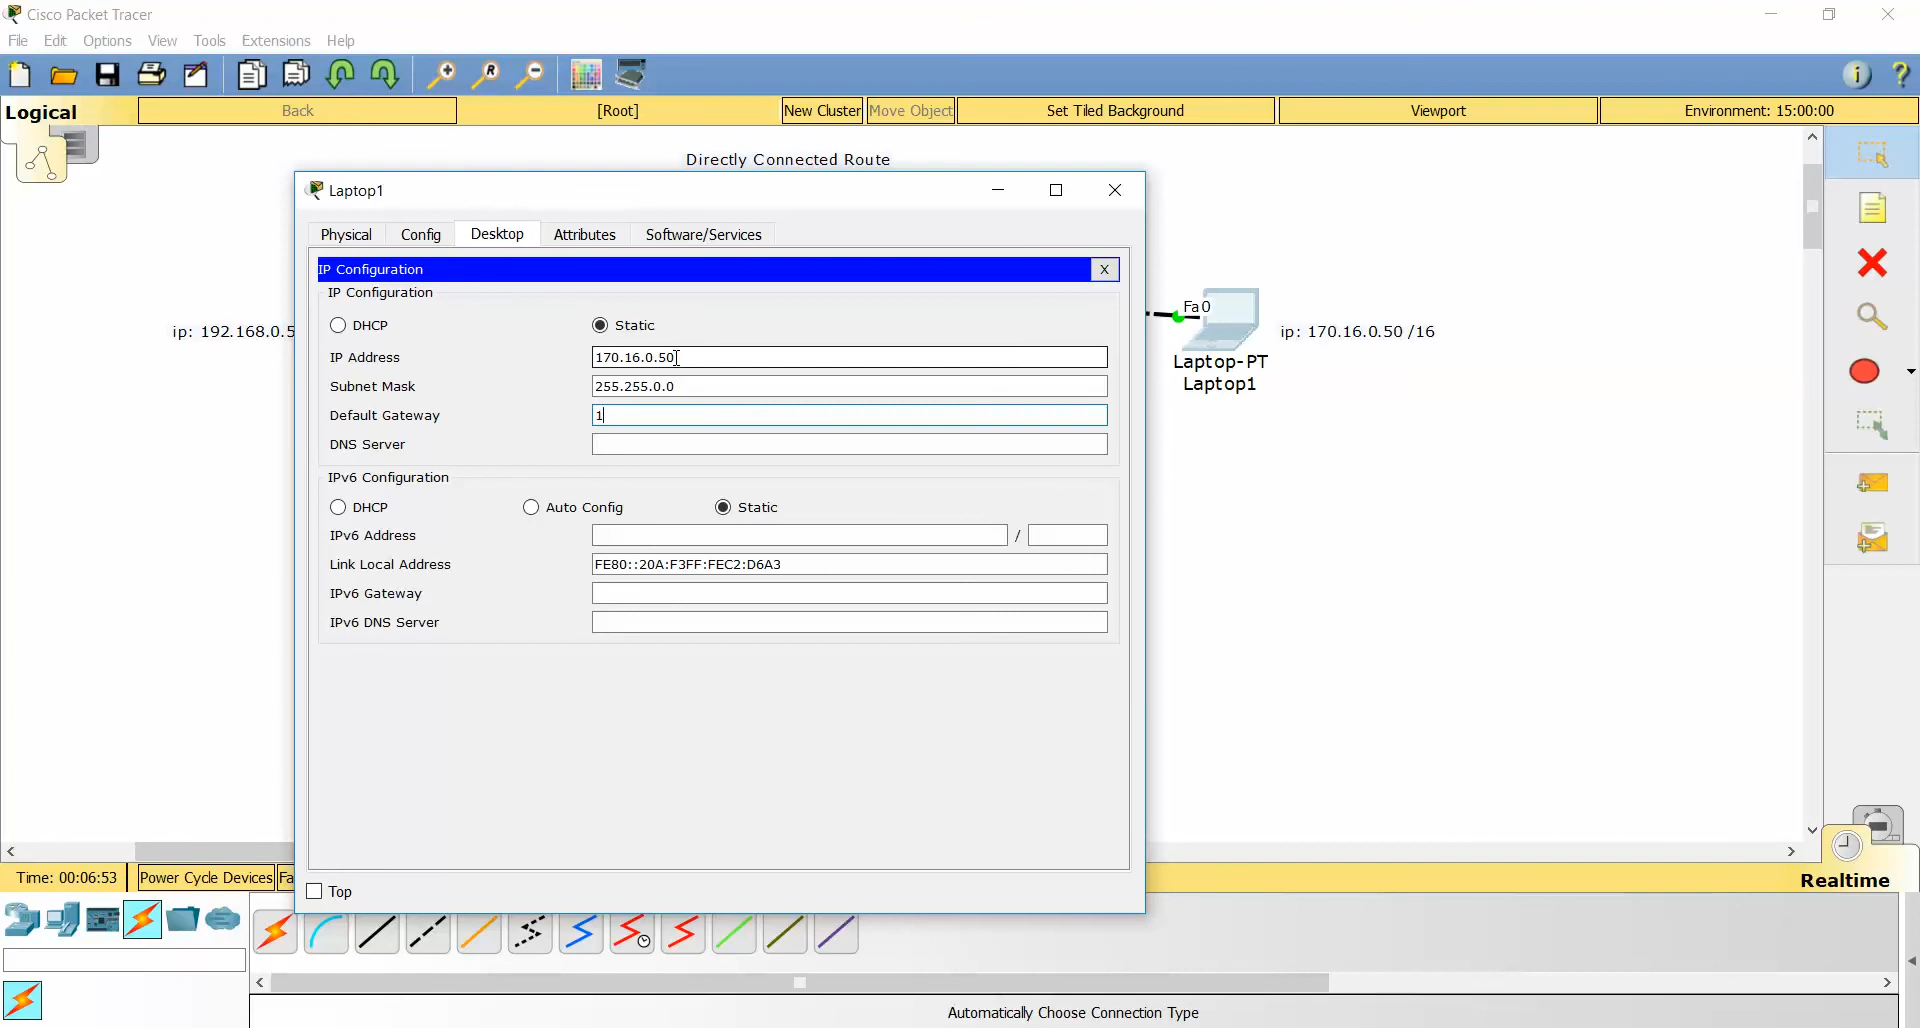 Cisco Packet Tracer
File Edit Options View Tools Extensions Help
Logical
Back
[Root]
New Cluster
Move Object
Set Tiled Background
Viewport
Environment: 15:00:00
Directly Connected Route
Laptop1
Physical Config Desktop Attributes Software/Services
IP Configuration X
IP Configuration
DHCP Static
IP Address 170.16.0.50
Subnet Mask 255.255.0.0
Default Gateway 1
DNS Server
IPv6 Configuration
DHCP Auto Config Static
IPv6 Address /
Link Local Address FE80::20A:F3FF:FEC2:D6A3
IPv6 Gateway
IPv6 DNS Server
Top
ip: 192.168.0.5
Fa0
ip: 170.16.0.50 /16
Laptop-PT
Laptop1
Time: 00:06:53
Power Cycle Devices
Fa
Realtime
Automatically Choose Connection Type